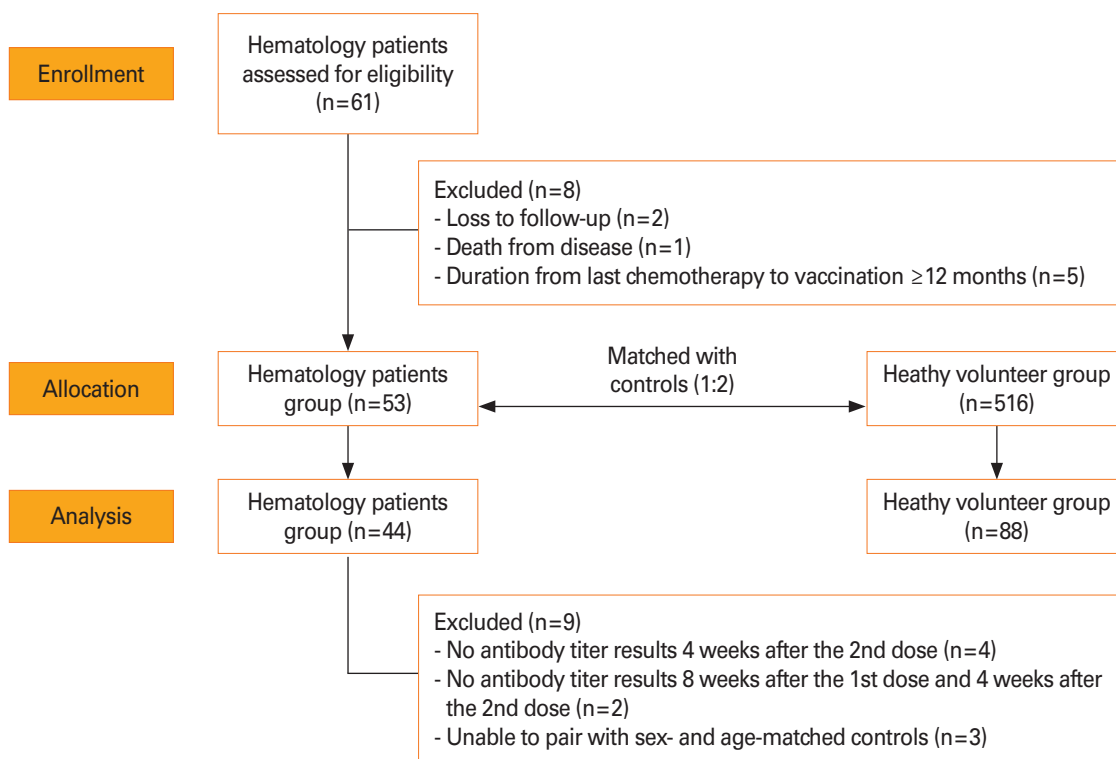 Enrollment
Hematology patients
assessed for eligibility
(n=61)
Excluded (n=8)
- Loss to follow-up (n=2)
- Death from disease (n=1)
- Duration from last chemotherapy to vaccination ≥12 months (n=5)
Allocation
Hematology patients
group (n=53)
Matched with
controls (1:2)
Heathy volunteer group
(n=516)
Analysis
Hematology patients
group (n=44)
Heathy volunteer group
(n=88)
Excluded (n=9)
- No antibody titer results 4 weeks after the 2nd dose (n=4)
- No antibody titer results 8 weeks after the 1st dose and 4 weeks after
the 2nd dose (n=2)
- Unable to pair with sex- and age-matched controls (n=3)